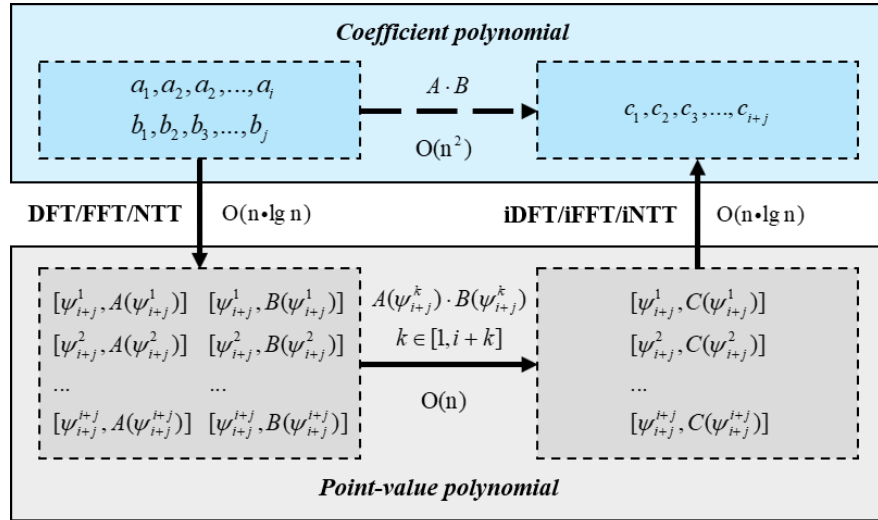 Coefficient polynomial
a₁, a₂, a₂, ..., aᵢ
b₁, b₂, b₃, ..., bⱼ
A · B
O(n²)
c₁, c₂, c₃, ..., cᵢ₊ⱼ
DFT/FFT/NTT
O(n•lg n)
iDFT/iFFT/iNTT
O(n•lg n)
[ψ¹ᵢ₊ⱼ, A(ψ¹ᵢ₊ⱼ)] [ψ¹ᵢ₊ⱼ, B(ψ¹ᵢ₊ⱼ)]
[ψ²ᵢ₊ⱼ, A(ψ²ᵢ₊ⱼ)] [ψ²ᵢ₊ⱼ, B(ψ²ᵢ₊ⱼ)]
... ...
[ψⁱ⁺ʲᵢ₊ⱼ, A(ψⁱ⁺ʲᵢ₊ⱼ)] [ψⁱ⁺ʲᵢ₊ⱼ, B(ψⁱ⁺ʲᵢ₊ⱼ)]
A(ψᵏᵢ₊ⱼ) · B(ψᵏᵢ₊ⱼ)
k ∈ [1, i + k]
O(n)
[ψ¹ᵢ₊ⱼ, C(ψ¹ᵢ₊ⱼ)]
[ψ²ᵢ₊ⱼ, C(ψ²ᵢ₊ⱼ)]
...
[ψⁱ⁺ʲᵢ₊ⱼ, C(ψⁱ⁺ʲᵢ₊ⱼ)]
Point-value polynomial